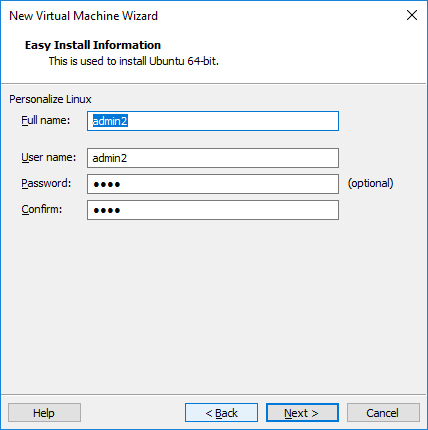 New Virtual Machine Wizard
Easy Install Information
This is used to install Ubuntu 64-bit.
Personalize Linux
Full name: admin2
User name: admin2
Password: ●●●● (optional)
Confirm: ●●●●
Help < Back Next > Cancel